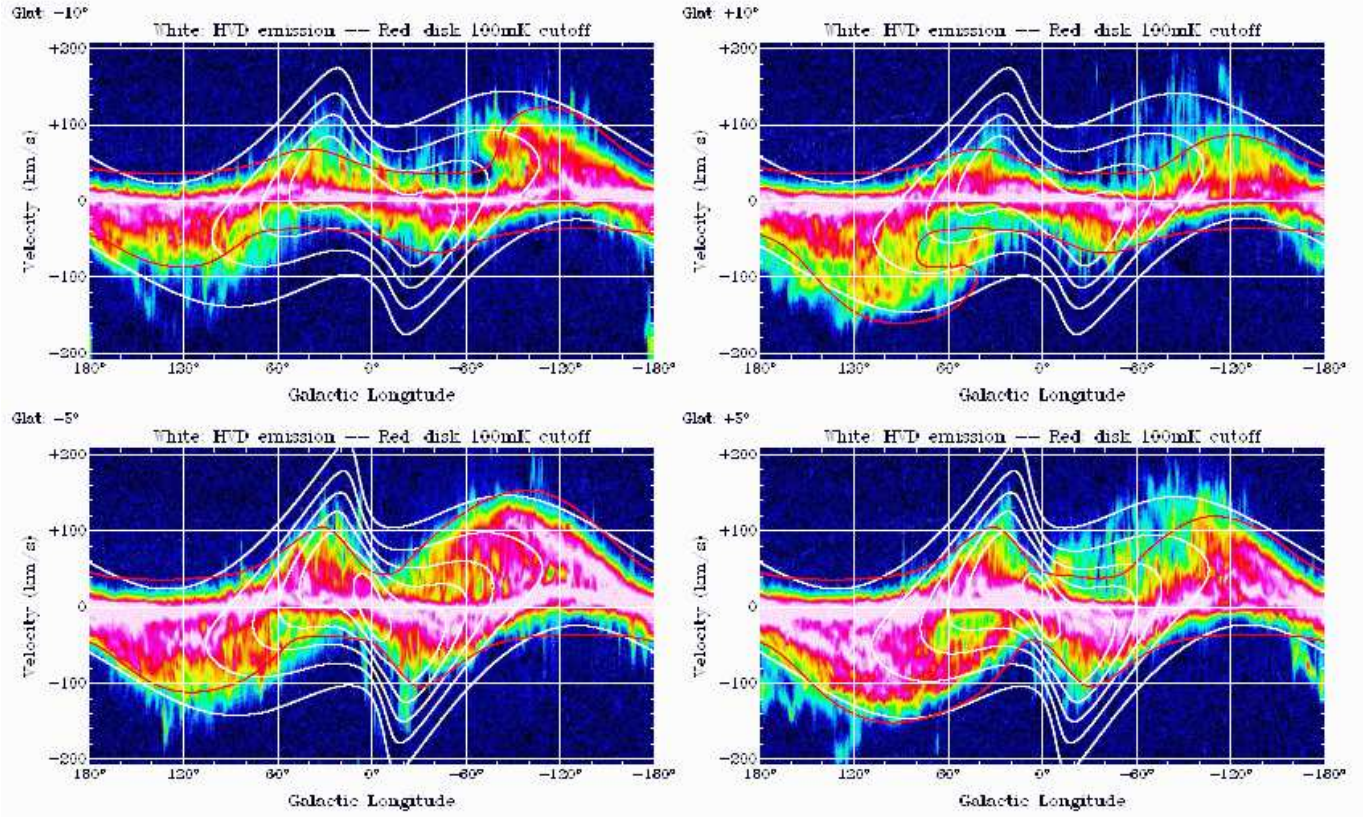 Glat: -10°
White: HVD emission -- Red: disk 100mK cutoff
+200
+100
0
-100
-200
Velocity (km/s)
180° 120° 60° 0° -60° -120° -180°
Galactic Longitude
Glat: +10°
White: HVD emission -- Red: disk 100mK cutoff
+200
+100
0
-100
-200
Velocity (km/s)
180° 120° 60° 0° -60° -120° -180°
Galactic Longitude
Glat: -5°
White: HVD emission -- Red: disk 100mK cutoff
+200
+100
0
-100
-200
Velocity (km/s)
180° 120° 60° 0° -60° -120° -180°
Galactic Longitude
Glat: +5°
White: HVD emission -- Red: disk 100mK cutoff
+200
+100
0
-100
-200
Velocity (km/s)
180° 120° 60° 0° -60° -120° -180°
Galactic Longitude